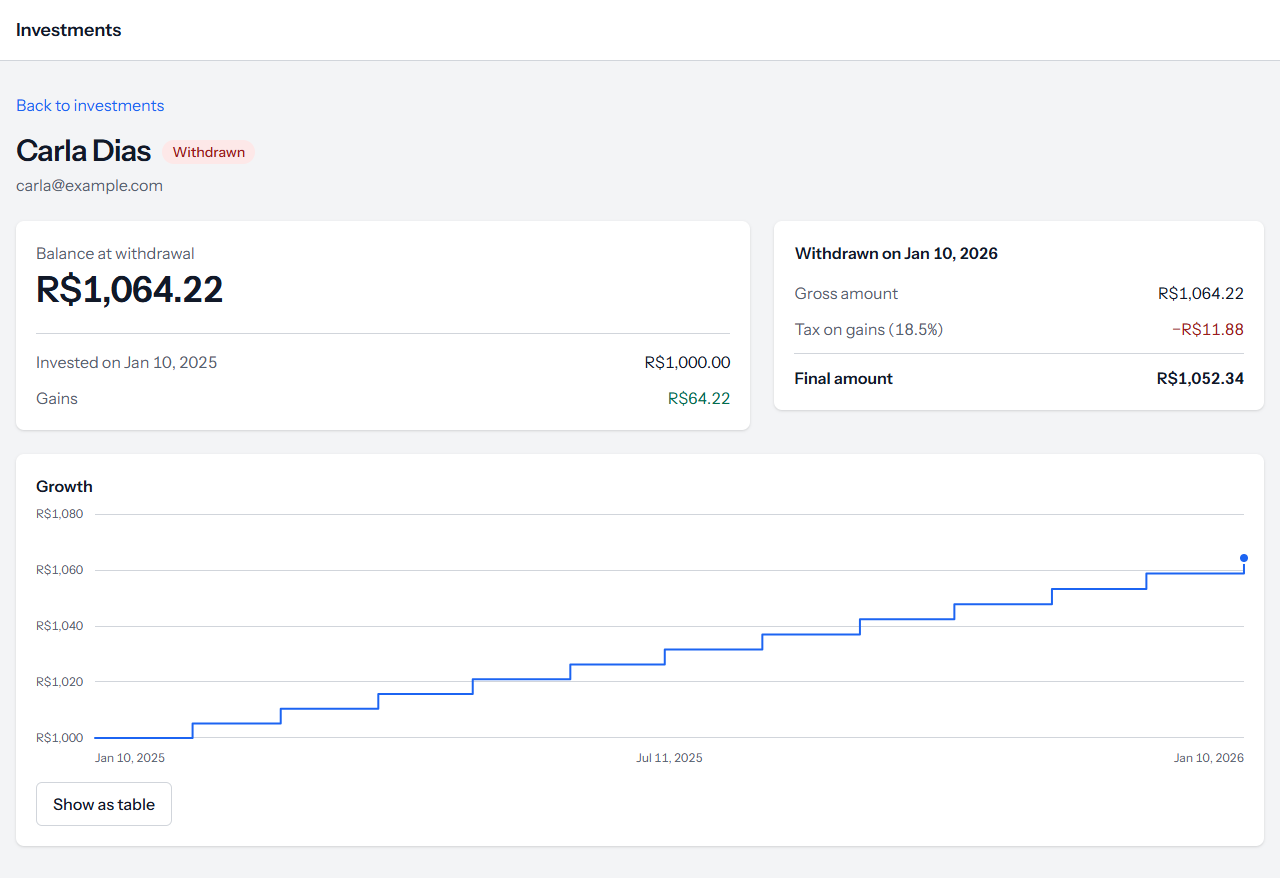 Investments
Back to investments
Carla Dias Withdrawn
carla@example.com
Balance at withdrawal
R$1,064.22
Invested on Jan 10, 2025 R$1,000.00
Gains R$64.22
Withdrawn on Jan 10, 2026
Gross amount R$1,064.22
Tax on gains (18.5%) −R$11.88
Final amount R$1,052.34
Growth
R$1,080
R$1,060
R$1,040
R$1,020
R$1,000
Jan 10, 2025 Jul 11, 2025 Jan 10, 2026
Show as table